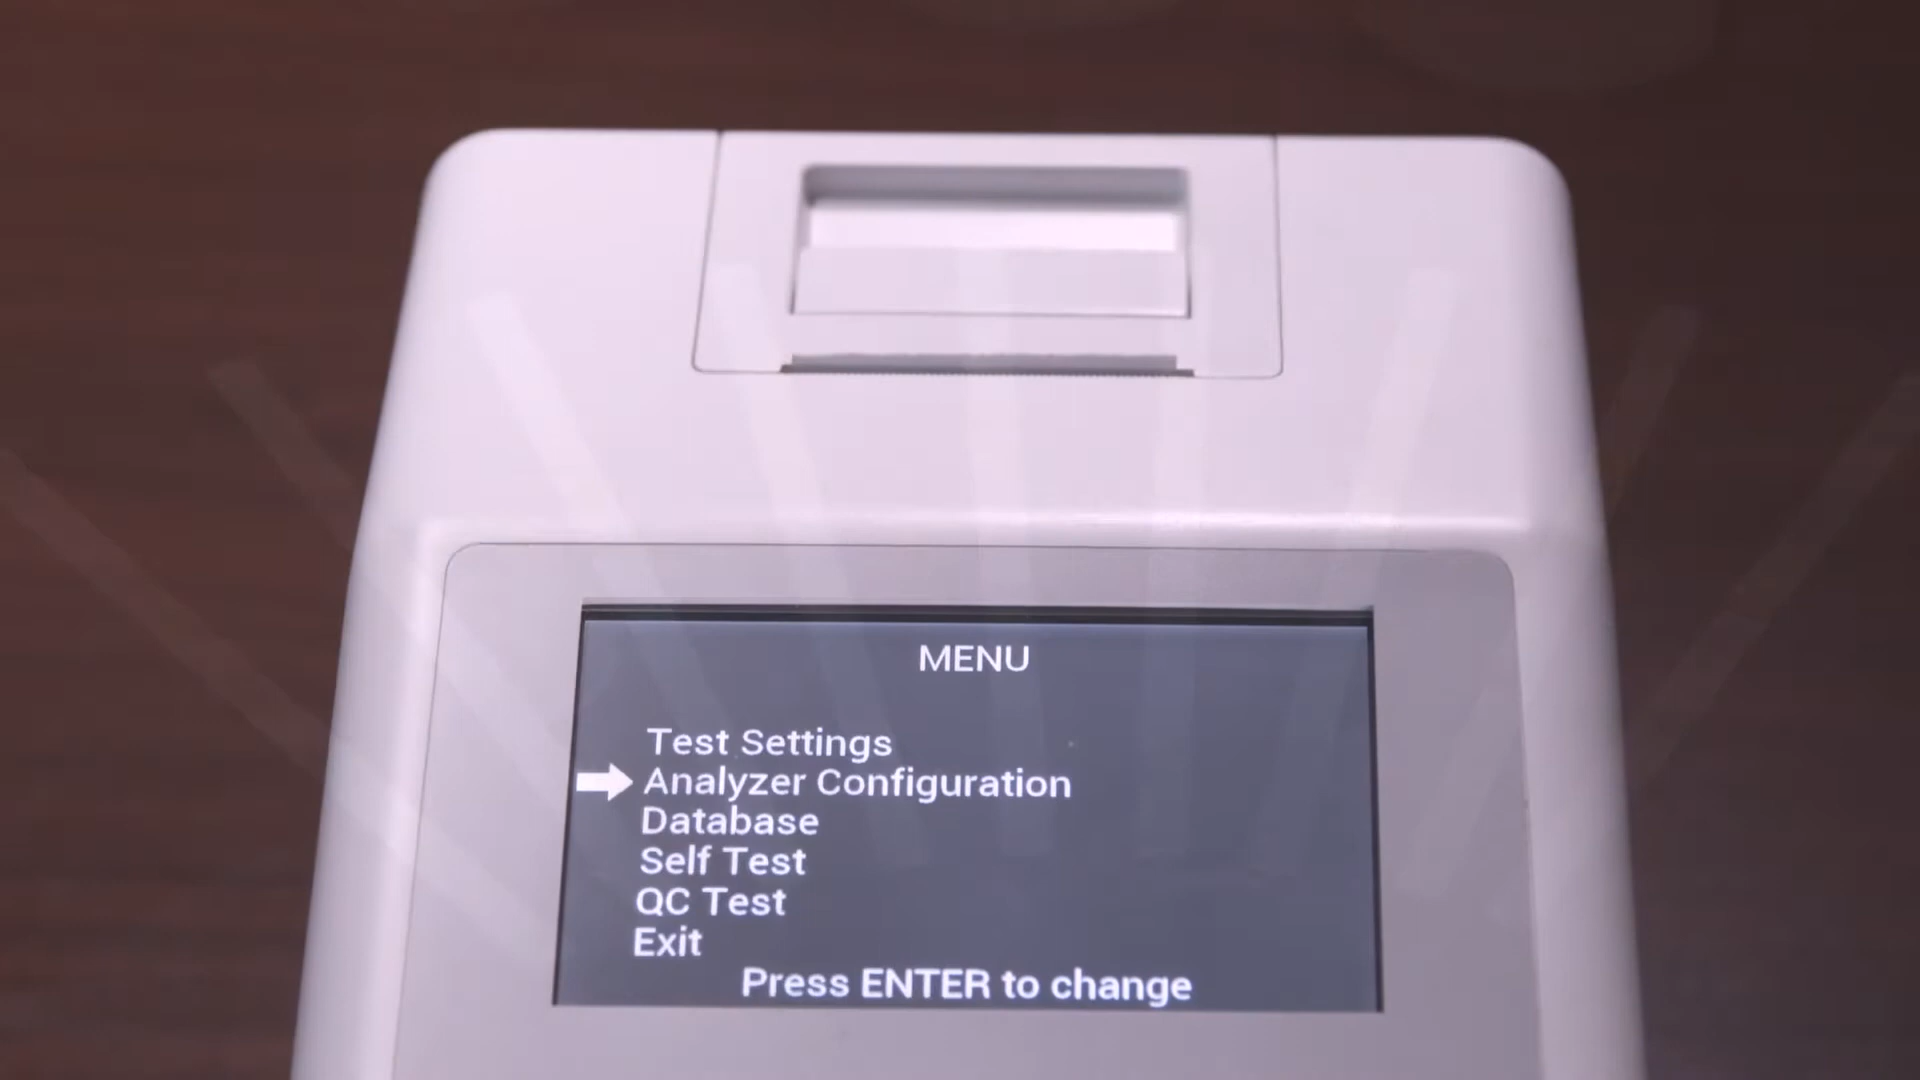 MENU
Test Settings
Analyzer Configuration
Database
Self Test
QC Test
Exit
Press ENTER to change